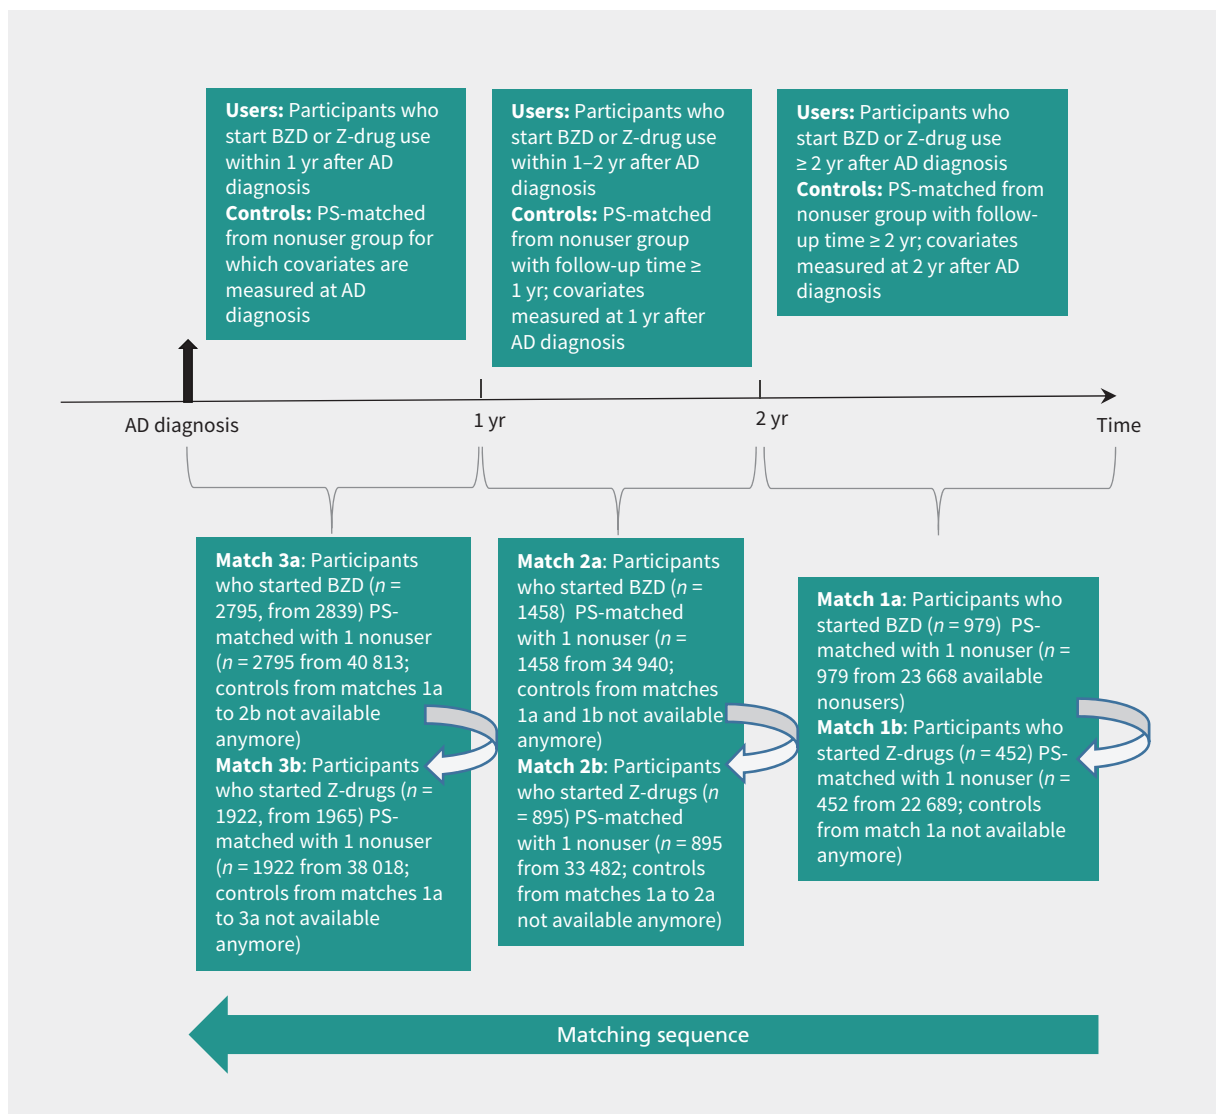 Users: Participants who
start BZD or Z-drug use
within 1 yr after AD
diagnosis
Controls: PS-matched
from nonuser group for
which covariates are
measured at AD
diagnosis
Users: Participants who
start BZD or Z-drug use
within 1–2 yr after AD
diagnosis
Controls: PS-matched
from nonuser group
with follow-up time ≥
1 yr; covariates
measured at 1 yr after
AD diagnosis
Users: Participants who
start BZD or Z-drug use
≥ 2 yr after AD diagnosis
Controls: PS-matched from
nonuser group with follow-
up time ≥ 2 yr; covariates
measured at 2 yr after AD
diagnosis
AD diagnosis
1 yr
2 yr
Time
Match 3a: Participants
who started BZD (n =
2795, from 2839) PS-
matched with 1 nonuser
(n = 2795 from 40 813;
controls from matches 1a
to 2b not available
anymore)
Match 3b: Participants
who started Z-drugs (n =
1922, from 1965) PS-
matched with 1 nonuser
(n = 1922 from 38 018;
controls from matches 1a
to 3a not available
anymore)
Match 2a: Participants
who started BZD (n =
1458) PS-matched
with 1 nonuser (n =
1458 from 34 940;
controls from matches
1a and 1b not available
anymore)
Match 2b: Participants
who started Z-drugs (n
= 895) PS-matched
with 1 nonuser (n = 895
from 33 482; controls
from matches 1a to 2a
not available anymore)
Match 1a: Participants who
started BZD (n = 979) PS-
matched with 1 nonuser (n =
979 from 23 668 available
nonusers)
Match 1b: Participants who
started Z-drugs (n = 452) PS-
matched with 1 nonuser (n =
452 from 22 689; controls
from match 1a not available
anymore)
Matching sequence